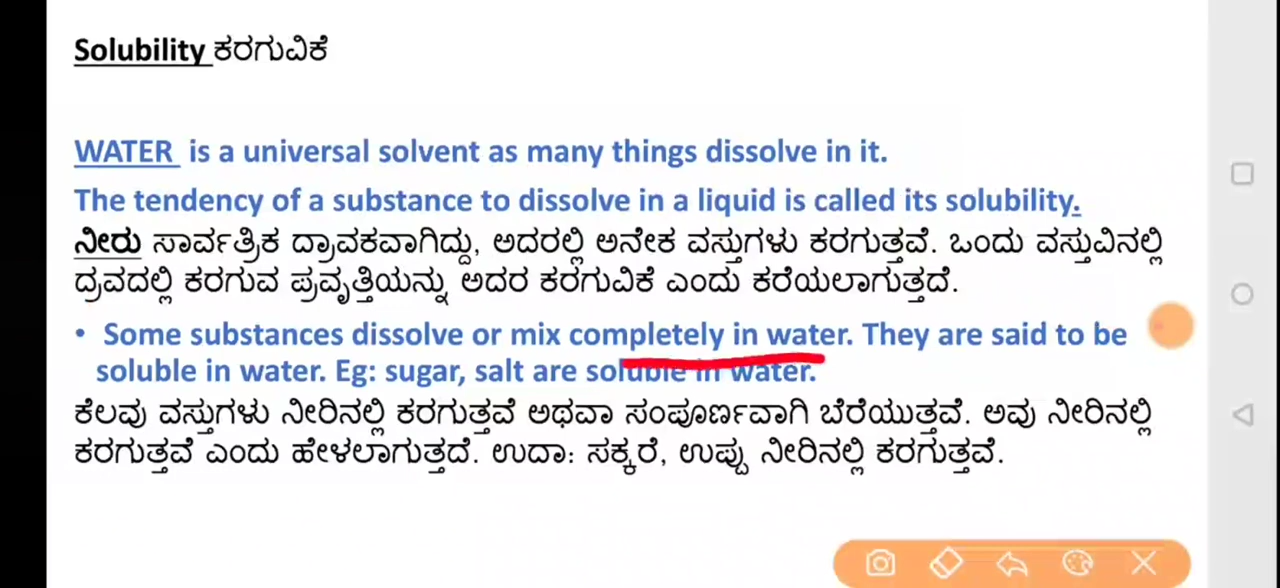 Solubility ಕರಗುವಿಕೆ
WATER is a universal solvent as many things dissolve in it.
The tendency of a substance to dissolve in a liquid is called its solubility.
ನೀರು ಸಾರ್ವತ್ರಿಕ ದ್ರಾವಕವಾಗಿದ್ದು, ಅದರಲ್ಲಿ ಅನೇಕ ವಸ್ತುಗಳು ಕರಗುತ್ತವೆ. ಒಂದು ವಸ್ತುವಿನಲ್ಲಿ
ದ್ರವದಲ್ಲಿ ಕರಗುವ ಪ್ರವೃತ್ತಿಯನ್ನು ಅದರ ಕರಗುವಿಕೆ ಎಂದು ಕರೆಯಲಾಗುತ್ತದೆ.
• Some substances dissolve or mix completely in water. They are said to be
soluble in water. Eg: sugar, salt are soluble in water.
ಕೆಲವು ವಸ್ತುಗಳು ನೀರಿನಲ್ಲಿ ಕರಗುತ್ತವೆ ಅಥವಾ ಸಂಪೂರ್ಣವಾಗಿ ಬೆರೆಯುತ್ತವೆ. ಅವು ನೀರಿನಲ್ಲಿ
ಕರಗುತ್ತವೆ ಎಂದು ಹೇಳಲಾಗುತ್ತದೆ. ಉದಾ: ಸಕ್ಕರೆ, ಉಪ್ಪು ನೀರಿನಲ್ಲಿ ಕರಗುತ್ತವೆ.